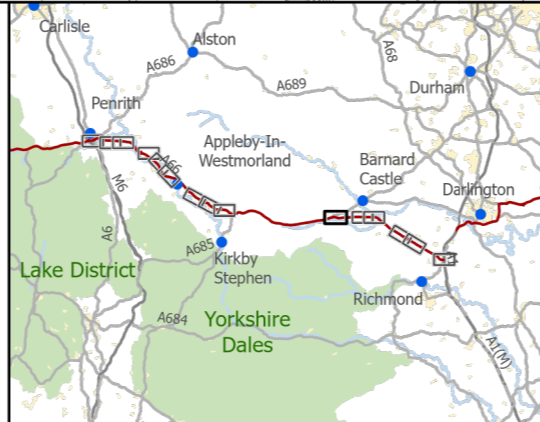 Carlisle
Alston
A686
A68
A689
Durham
Penrith
Appleby-In-
Westmorland
A66
Barnard
Castle
Darlington
M6
A6
A685
Lake District
Kirkby
Stephen
Richmond
A684
Yorkshire
Dales
A1(M)